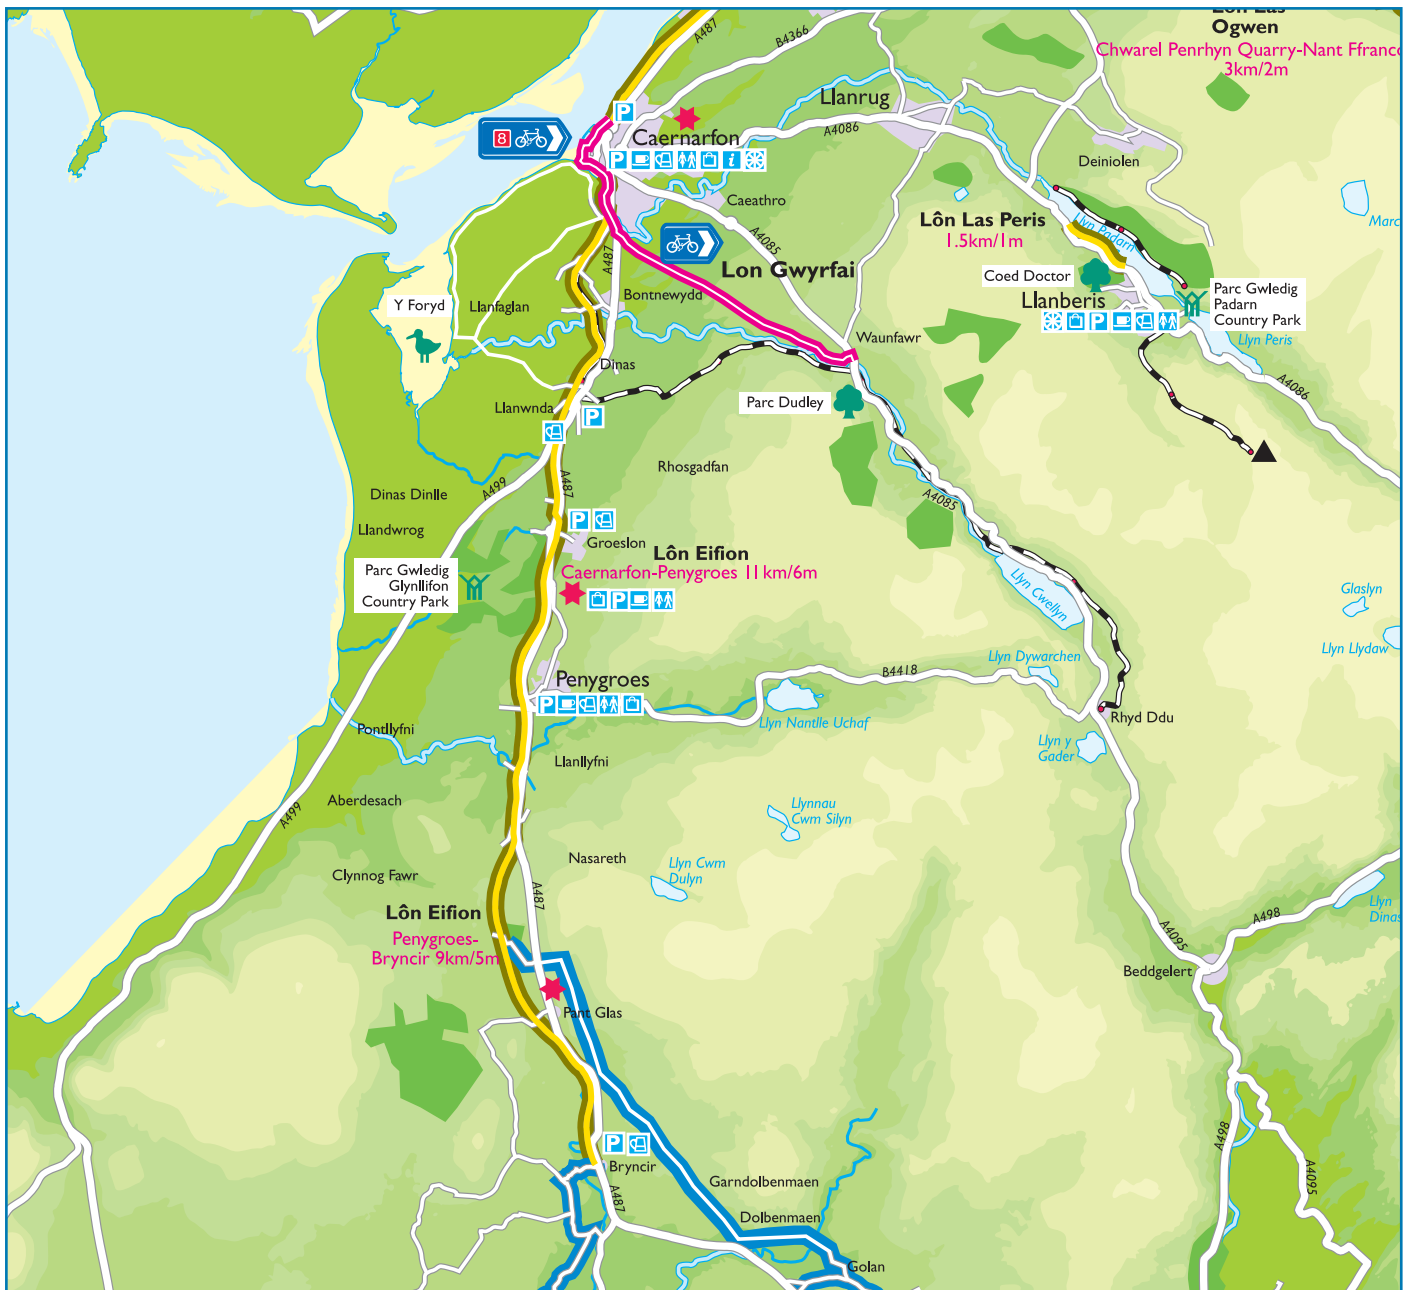 Lôn Las
Ogwen
Chwarel Penrhyn Quarry-Nant Ffranco
3km/2m
A487
B4366
Llanrug
A4086
P
8
Caernarfon
P
i
Deiniolen
Caeathro
A4085
Lôn Las Peris
1.5km/1m
Llyn Padarn
Marc
A487
Lon Gwyrfai
Coed Doctor
Llanberis
P
Parc Gwledig
Padarn
Country Park
Llyn Peris
A4086
Y Foryd
Llanfaglan
Bontnewydd
Waunfawr
Dinas
Llanwnda
P
Parc Dudley
Rhosgadfan
A499
A487
A4085
Dinas Dinlle
Llandwrog
P
Groeslon
Lôn Eifion
Caernarfon-Penygroes 11km/6m
P
Parc Gwledig
Glynllifon
Country Park
Llyn Cwellyn
Glaslyn
Llyn Llydaw
Llyn Dywarchen
B4418
Penygroes
P
Llyn Nantlle Uchaf
Rhyd Ddu
Pontllyfni
Llyn y
Gader
Llanllyfni
Aberdesach
A499
Llynnau
Cwm Silyn
Nasareth
Llyn Cwm
Dulyn
Clynnog Fawr
A487
Llyn
Dinas
A498
Lôn Eifion
Penygroes-
Bryncir 9km/5m
A4095
Beddgelert
Pant Glas
P
Bryncir
A487
Garndolbenmaen
Dolbenmaen
Golan
A498
A4095